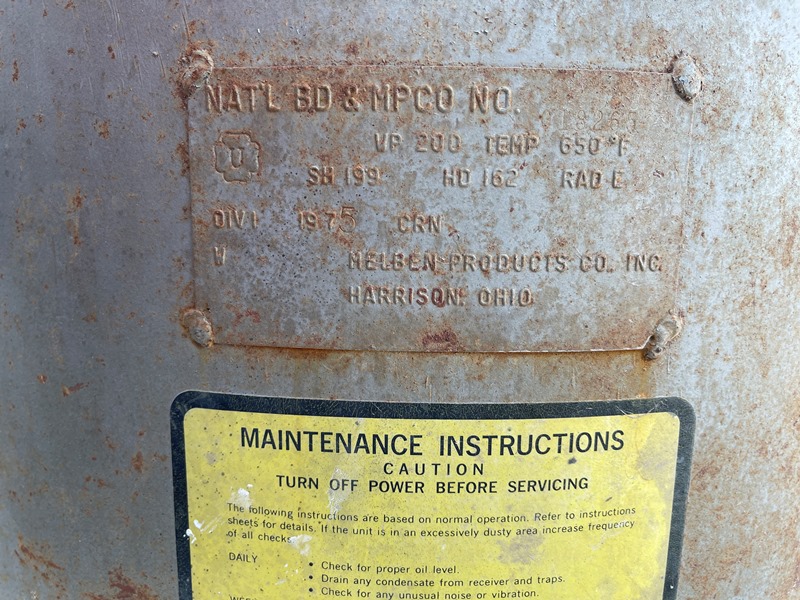 NAT'L BD & MPCO NO.
U
WP 200 TEMP 650°F
SH 199 HD 162 RAD E
DIV 1 1975 CRN
W MELBEN PRODUCTS CO. INC.
HARRISON, OHIO
MAINTENANCE INSTRUCTIONS
CAUTION
TURN OFF POWER BEFORE SERVICING
The following instructions are based on normal operation. Refer to instructions
sheets for details. If the unit is in an excessively dusty area increase frequency
of all checks.
DAILY • Check for proper oil level.
• Drain any condensate from receiver and traps.
• Check for any unusual noise or vibration.